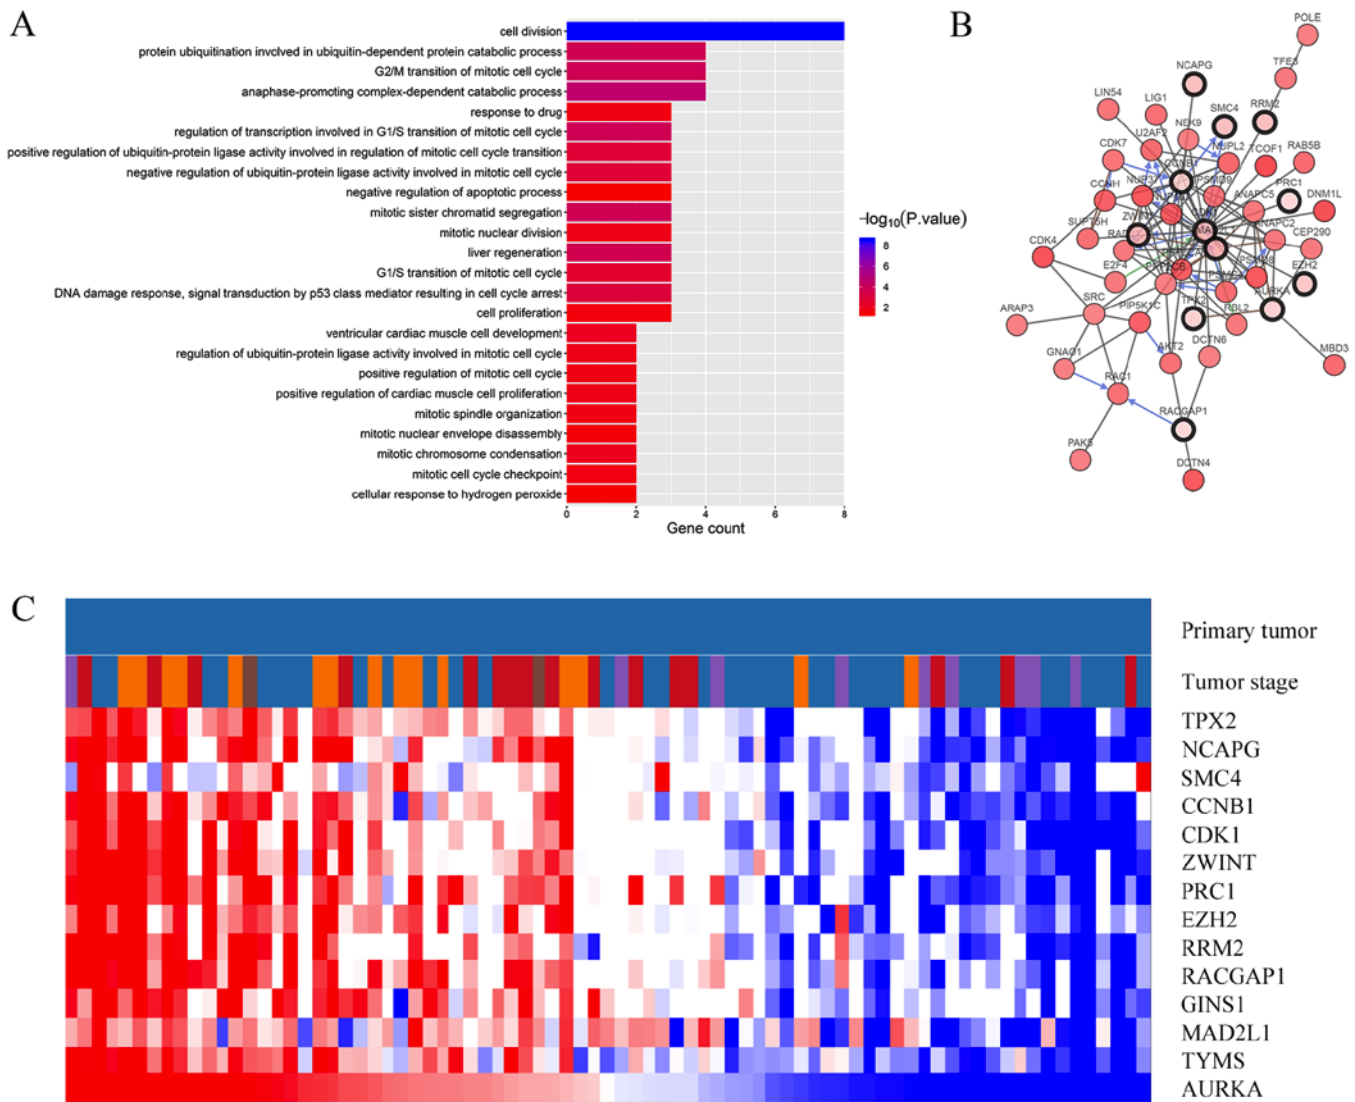 A
cell division
protein ubiquitination involved in ubiquitin-dependent protein catabolic process
G2/M transition of mitotic cell cycle
anaphase-promoting complex-dependent catabolic process
response to drug
regulation of transcription involved in G1/S transition of mitotic cell cycle
positive regulation of ubiquitin-protein ligase activity involved in regulation of mitotic cell cycle transition
negative regulation of ubiquitin-protein ligase activity involved in mitotic cell cycle
negative regulation of apoptotic process
mitotic sister chromatid segregation
mitotic nuclear division
liver regeneration
G1/S transition of mitotic cell cycle
DNA damage response, signal transduction by p53 class mediator resulting in cell cycle arrest
cell proliferation
ventricular cardiac muscle cell development
regulation of ubiquitin-protein ligase activity involved in mitotic cell cycle
positive regulation of mitotic cell cycle
positive regulation of cardiac muscle cell proliferation
mitotic spindle organization
mitotic nuclear envelope disassembly
mitotic chromosome condensation
mitotic cell cycle checkpoint
cellular response to hydrogen peroxide
0 2 4 6 8
Gene count
−log10(P.value)
8
6
4
2
B
POLE
TFE3
NCAPG
LIN54
LIG1
SMC4
RRM2
NEK9
U2AF2
CDK7
NUPL2
TCOF1
RAB5B
CCNB1
CCNH
NUP37
PSMD9
ANAPC5
PRC1
DNM1L
SUPT5H
ZWINT
ANAPC2
CEP290
CDK4
E2F4
EZH2
AURKA
SRC
PIP5K1C
TPX2
RBL2
ARAP3
GNAO1
AKT2
DCTN6
MBD3
RAC1
RACGAP1
PAK5
DCTN4
C
Primary tumor
Tumor stage
TPX2
NCAPG
SMC4
CCNB1
CDK1
ZWINT
PRC1
EZH2
RRM2
RACGAP1
GINS1
MAD2L1
TYMS
AURKA